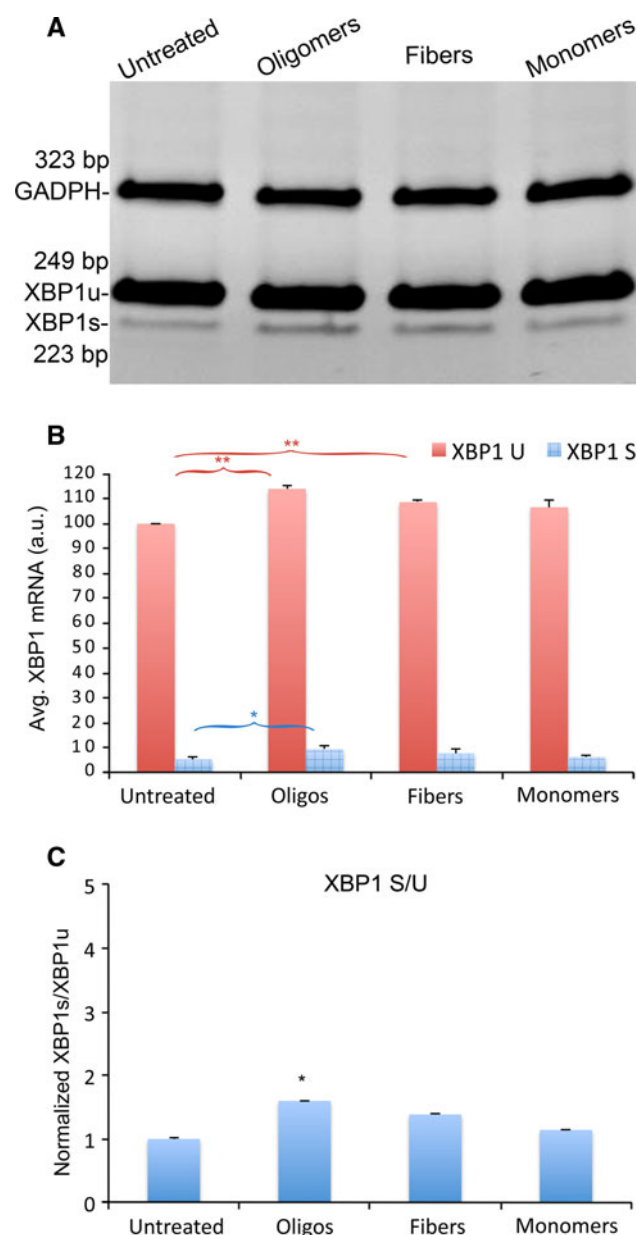 A
Untreated Oligomers Fibers Monomers
323 bp
GADPH-
249 bp
XBP1u-
XBP1s-
223 bp
B
** ** XBP1 U XBP1 S
Avg. XBP1 mRNA (a.u.)
120
110
100
90
80
70
60
50
40
30
20
10
0
*
Untreated Oligos Fibers Monomers
C
XBP1 S/U
Normalized XBP1s/XBP1u
5
4
3
2
1
0
*
Untreated Oligos Fibers Monomers